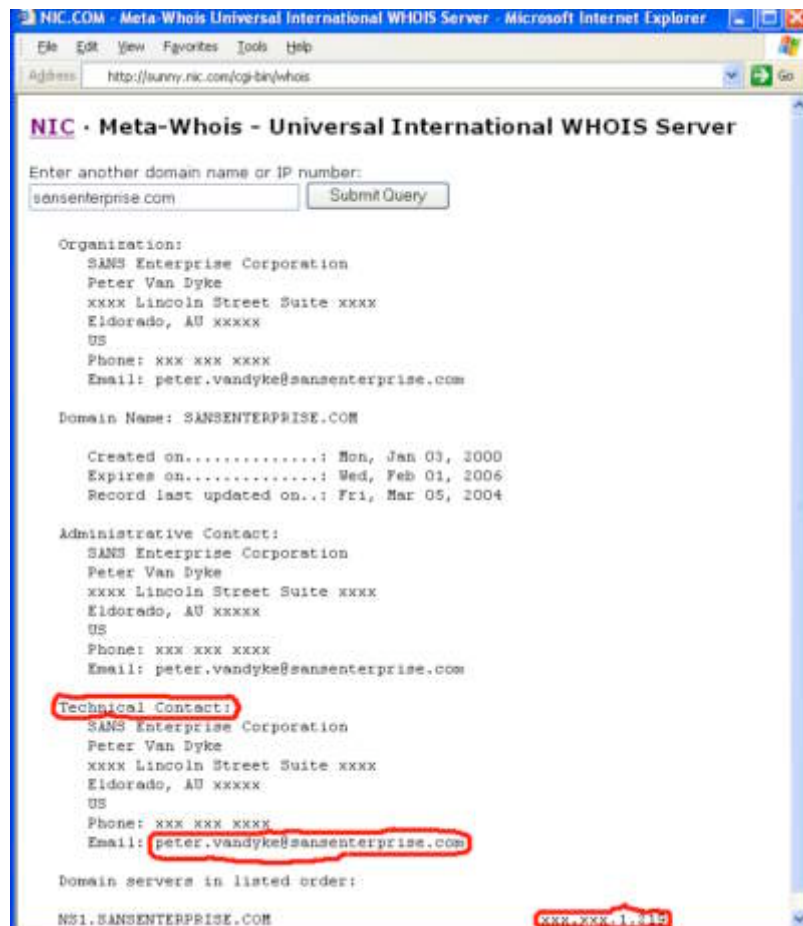 NIC.COM - Meta-Whois Universal International WHOIS Server - Microsoft Internet Explorer
File Edit View Favorites Tools Help
Address http://sunny.nic.com/cgi-bin/whois Go
NIC · Meta-Whois - Universal International WHOIS Server
Enter another domain name or IP number:
sansenterprise.com Submit Query
Organization:
SANS Enterprise Corporation
Peter Van Dyke
xxxx Lincoln Street Suite xxxx
Eldorado, AU xxxxx
US
Phone: xxx xxx xxxx
Email: peter.vandyke@sansenterprise.com
Domain Name: SANSENTERPRISE.COM
Created on..............: Mon, Jan 03, 2000
Expires on..............: Wed, Feb 01, 2006
Record last updated on..: Fri, Mar 05, 2004
Administrative Contact:
SANS Enterprise Corporation
Peter Van Dyke
xxxx Lincoln Street Suite xxxx
Eldorado, AU xxxxx
US
Phone: xxx xxx xxxx
Email: peter.vandyke@sansenterprise.com
Technical Contact:
SANS Enterprise Corporation
Peter Van Dyke
xxxx Lincoln Street Suite xxxx
Eldorado, AU xxxxx
US
Phone: xxx xxx xxxx
Email: peter.vandyke@sansenterprise.com
Domain servers in listed order:
NS1.SANSENTERPRISE.COM xxx.xxx.1.219